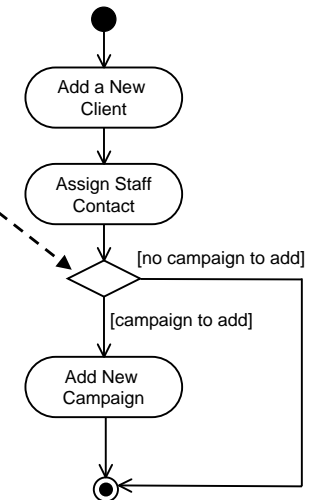 Add a New
Client
Assign Staff
Contact
[no campaign to add]
[campaign to add]
Add New
Campaign